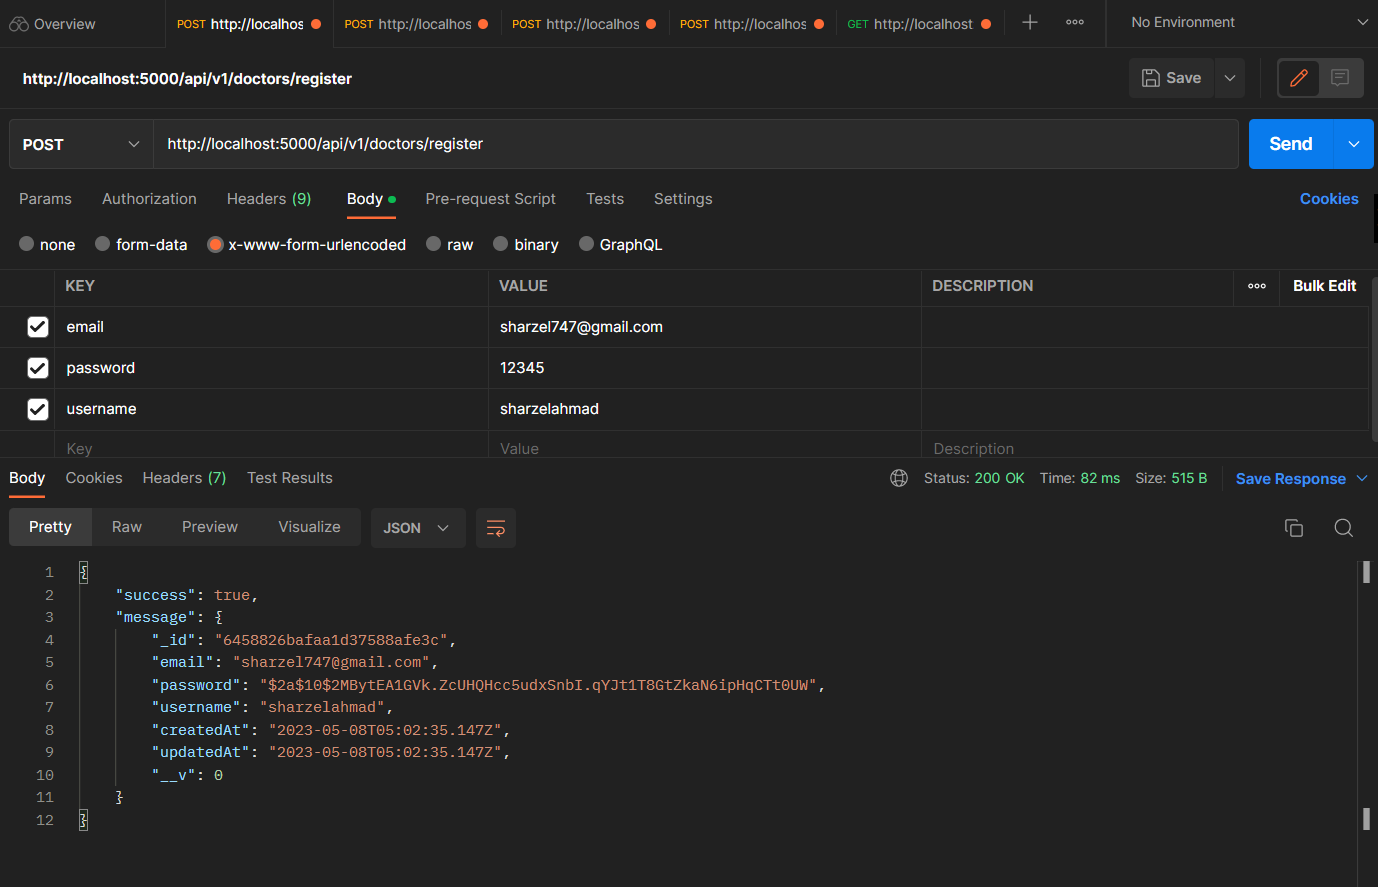 Overview POST http://localhos POST http://localhos POST http://localhos POST http://localhos GET http://localhost No Environment
http://localhost:5000/api/v1/doctors/register Save
POST http://localhost:5000/api/v1/doctors/register Send
Params Authorization Headers (9) Body Pre-request Script Tests Settings Cookies
none form-data x-www-form-urlencoded raw binary GraphQL
KEY VALUE DESCRIPTION Bulk Edit
email sharzel747@gmail.com
password 12345
username sharzelahmad
Key Value Description
Body Cookies Headers (7) Test Results Status: 200 OK Time: 82 ms Size: 515 B Save Response
Pretty Raw Preview Visualize JSON
1 {
2 "success": true,
3 "message": {
4 "_id": "6458826bafaa1d37588afe3c",
5 "email": "sharzel747@gmail.com",
6 "password": "$2a$10$2MBytEA1GVk.ZcUHQHcc5udxSnbI.qYJt1T8GtZkaN6ipHqCTt0UW",
7 "username": "sharzelahmad",
8 "createdAt": "2023-05-08T05:02:35.147Z",
9 "updatedAt": "2023-05-08T05:02:35.147Z",
10 "__v": 0
11 }
12 }